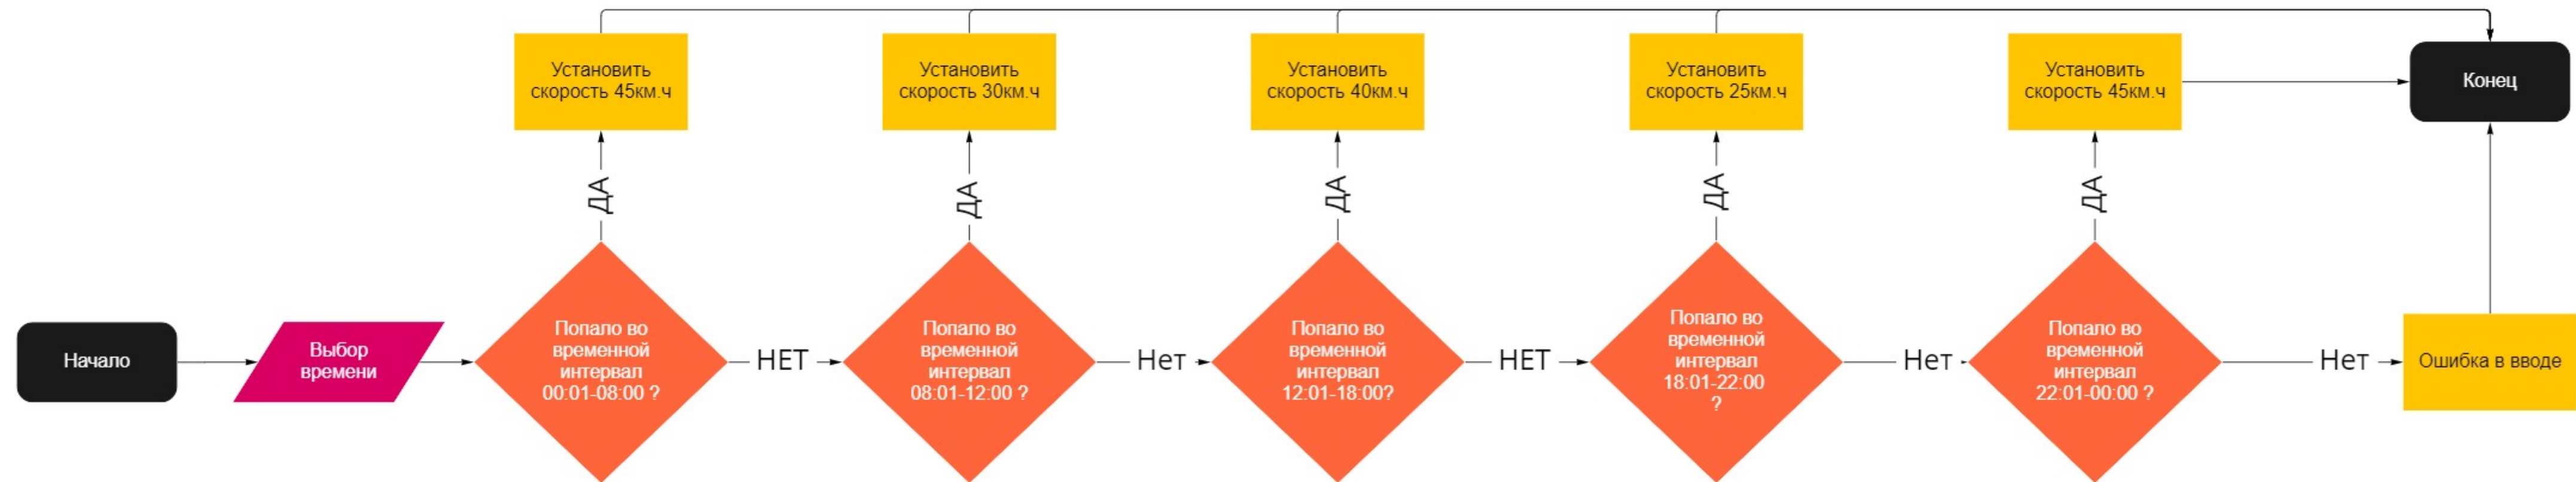 Установить
скорость 45км.ч
Установить
скорость 30км.ч
Установить
скорость 40км.ч
Установить
скорость 25км.ч
Установить
скорость 45км.ч
Конец
ДА
ДА
ДА
ДА
ДА
Начало
Выбор
времени
Попало во
временной
интервал
00:01-08:00 ?
НЕТ
Попало во
временной
интервал
08:01-12:00 ?
Нет
Попало во
временной
интервал
12:01-18:00?
НЕТ
Попало во
временной
интервал
18:01-22:00
?
Нет
Попало во
временной
интервал
22:01-00:00 ?
Нет
Ошибка в вводе